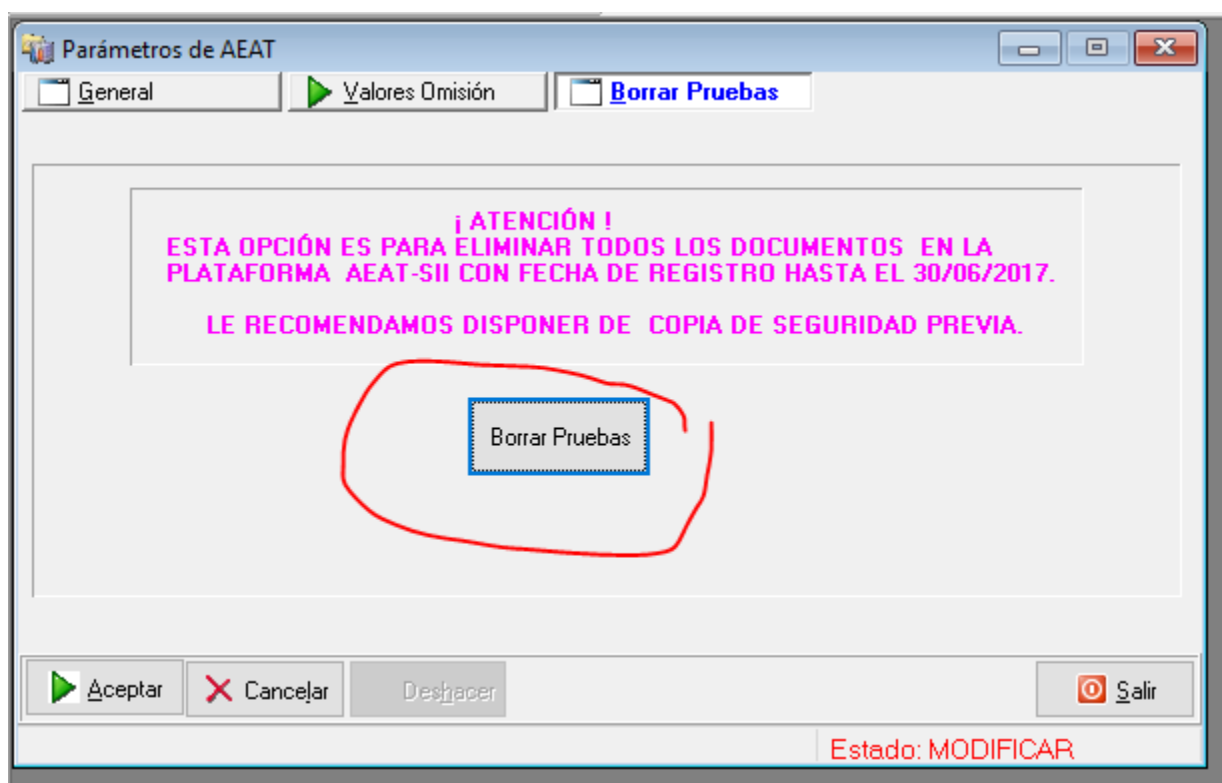 Parámetros de AEAT
General
Valores Omisión
Borrar Pruebas
¡ ATENCIÓN !
ESTA OPCIÓN ES PARA ELIMINAR TODOS LOS DOCUMENTOS EN LA
PLATAFORMA AEAT-SII CON FECHA DE REGISTRO HASTA EL 30/06/2017.
LE RECOMENDAMOS DISPONER DE COPIA DE SEGURIDAD PREVIA.
Borrar Pruebas
Aceptar
Cancelar
Deshacer
Salir
Estado: MODIFICAR